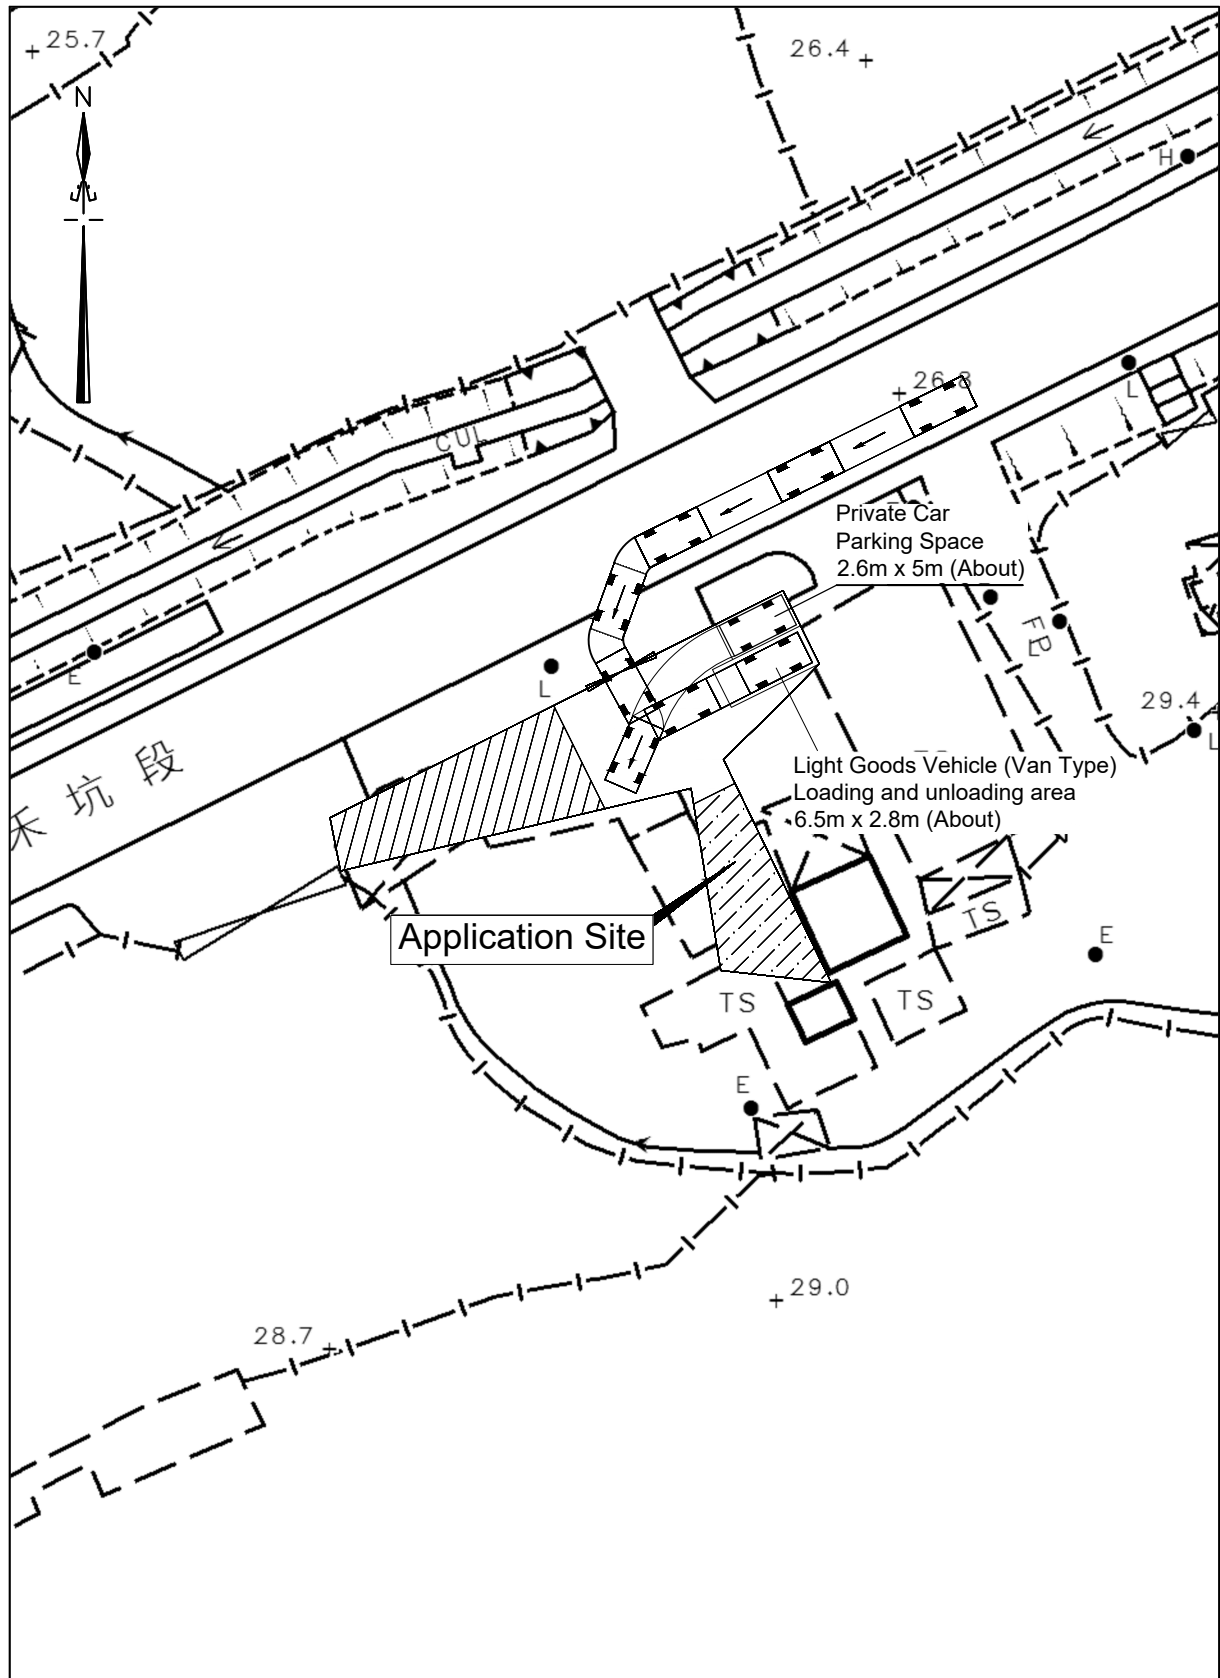 25.7
26.4
N
H
26.8
L
CUL
Private Car
Parking Space
2.6m x 5m (About)
E
L
FB
29.4
L
禾坑段
Light Goods Vehicle (Van Type)
Loading and unloading area
6.5m x 2.8m (About)
Application Site
TS
E
TS
TS
E
29.0
28.7